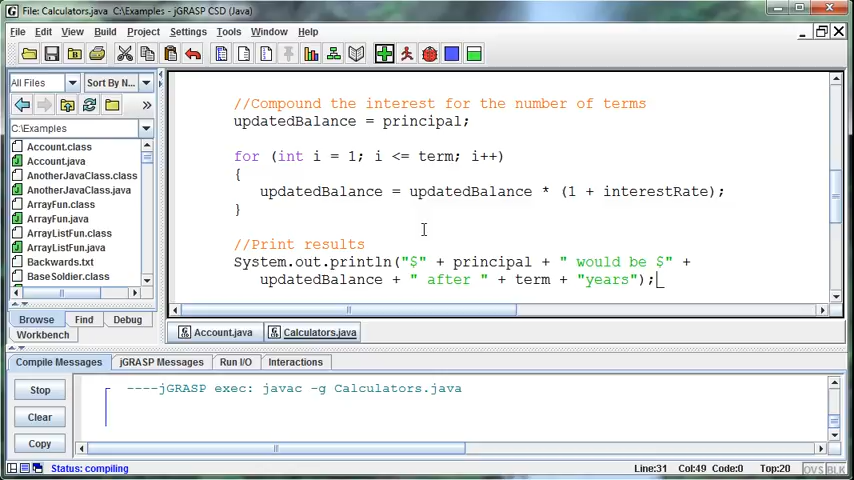 File: Calculators.java  C:\Examples - jGRASP CSD (Java)
File Edit View Build Project Settings Tools Window Help
All Files Sort By N...
C:\Examples
Account.class
Account.java
AnotherJavaClass.class
AnotherJavaClass.java
ArrayFun.class
ArrayFun.java
ArrayListFun.class
ArrayListFun.java
Backwards.txt
BaseSoldier.class
Browse Find Debug
Workbench
//Compound the interest for the number of terms
updatedBalance = principal;
for (int i = 1; i <= term; i++)
{
updatedBalance = updatedBalance * (1 + interestRate);
}
//Print results
System.out.println("$" + principal + " would be $" +
updatedBalance + " after " + term + "years");
Account.java Calculators.java
Compile Messages jGRASP Messages Run I/O Interactions
Stop
Clear
Copy
----jGRASP exec: javac -g Calculators.java
Status: compiling Line:31 Col:49 Code:0 Top:20 OVS BLK